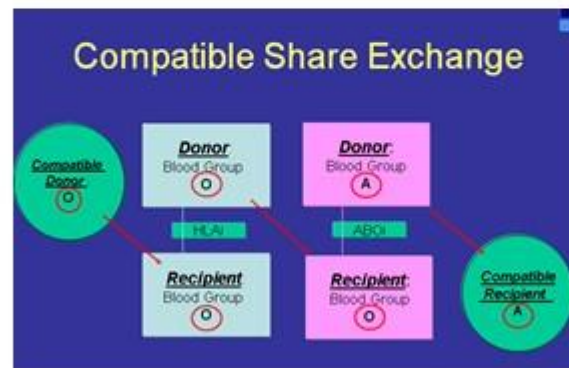 Compatible Share Exchange
Compatible
Donor:
O
Donor
Blood Group
O
Donor:
Blood Group
A
HLAi
ABOi
Recipient
Blood Group
O
Recipient:
Blood Group
O
Compatible
Recipient
A